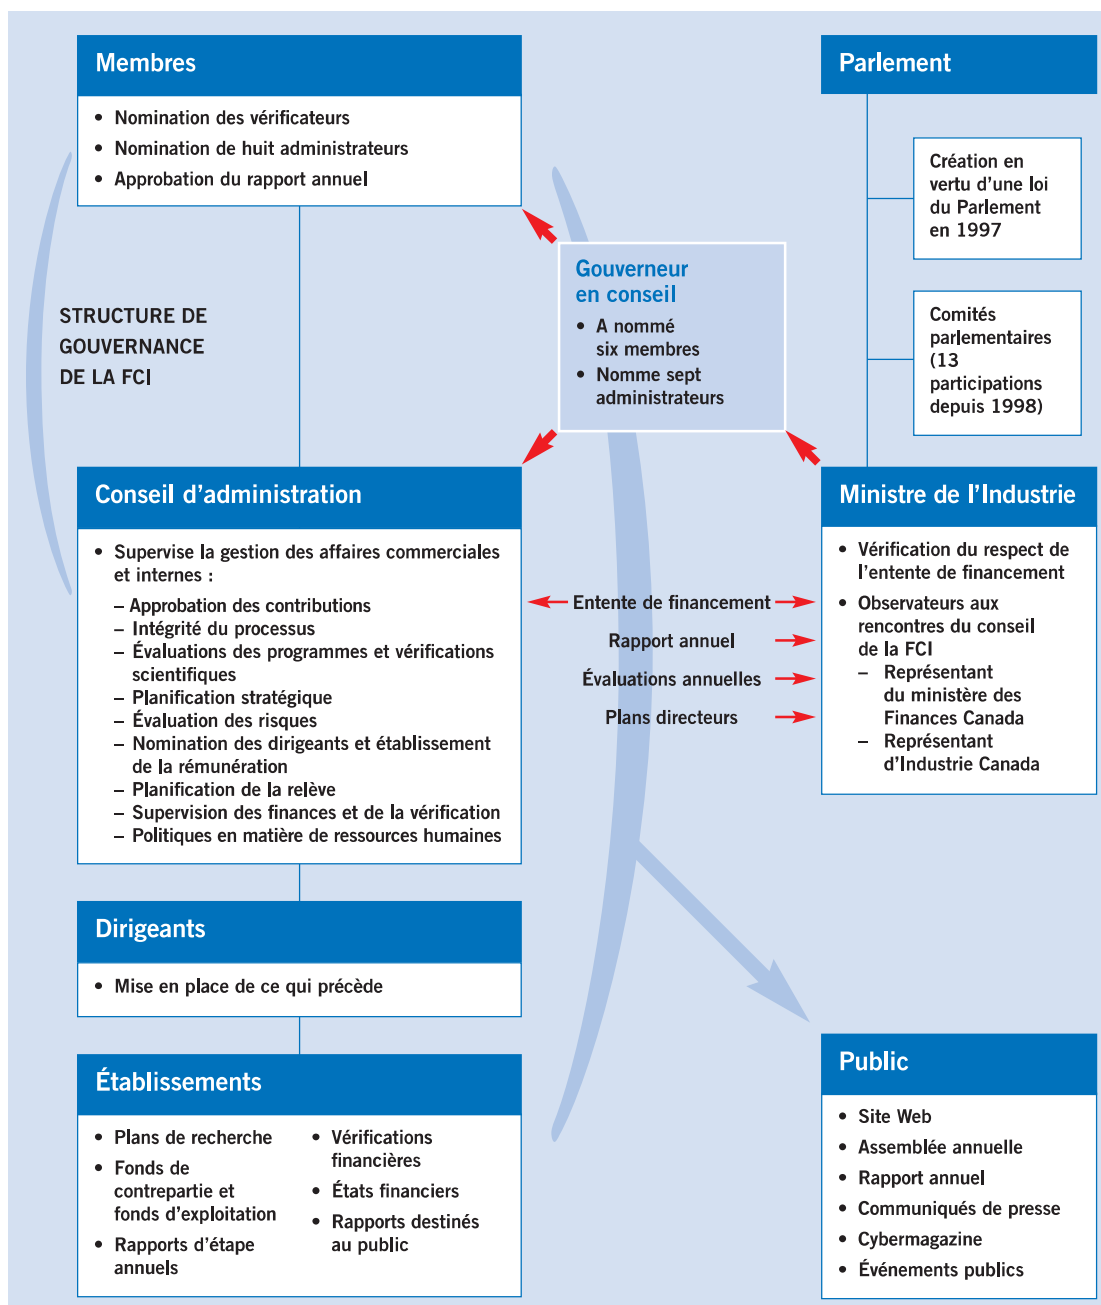 Membres
• Nomination des vérificateurs
• Nomination de huit administrateurs
• Approbation du rapport annuel
Parlement
Création en
vertu d'une loi
du Parlement
en 1997
Comités
parlementaires
(13
participations
depuis 1998)
Gouverneur
en conseil
• A nommé
six membres
• Nomme sept
administrateurs
STRUCTURE DE
GOUVERNANCE
DE LA FCI
Conseil d'administration
• Supervise la gestion des affaires commerciales
et internes :
– Approbation des contributions
– Intégrité du processus
– Évaluations des programmes et vérifications
scientifiques
– Planification stratégique
– Évaluation des risques
– Nomination des dirigeants et établissement
de la rémunération
– Planification de la relève
– Supervision des finances et de la vérification
– Politiques en matière de ressources humaines
Entente de financement
Rapport annuel
Évaluations annuelles
Plans directeurs
Ministre de l'Industrie
• Vérification du respect de
l'entente de financement
• Observateurs aux
rencontres du conseil
de la FCI
– Représentant
du ministère des
Finances Canada
– Représentant
d'Industrie Canada
Dirigeants
• Mise en place de ce qui précède
Établissements
• Plans de recherche
• Fonds de
contrepartie et
fonds d'exploitation
• Rapports d'étape
annuels
• Vérifications
financières
• États financiers
• Rapports destinés
au public
Public
• Site Web
• Assemblée annuelle
• Rapport annuel
• Communiqués de presse
• Cybermagazine
• Événements publics